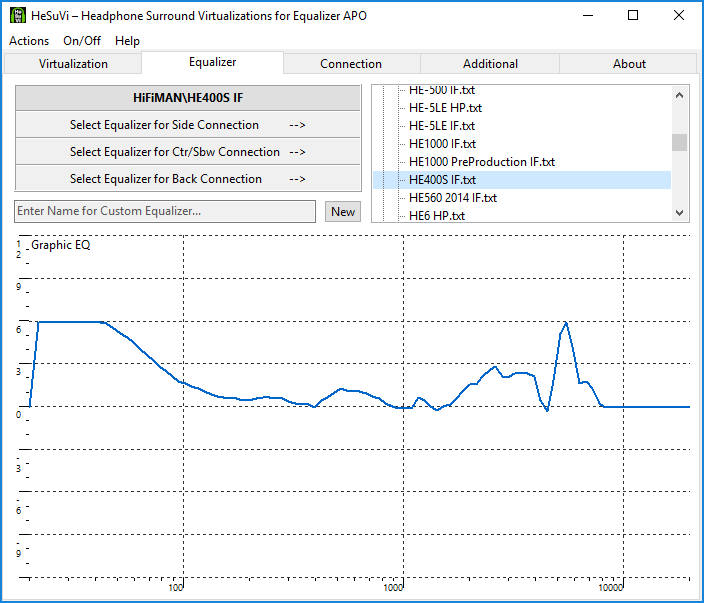 HeSuVi – Headphone Surround Virtualizations for Equalizer APO
Actions On/Off Help
Virtualization Equalizer Connection Additional About
HiFiMAN\HE400S IF
Select Equalizer for Side Connection -->
Select Equalizer for Ctr/Sbw Connection -->
Select Equalizer for Back Connection -->
Enter Name for Custom Equalizer... New
HE-500 IF.txt
HE-5LE HP.txt
HE-5LE IF.txt
HE1000 IF.txt
HE1000 PreProduction IF.txt
HE400S IF.txt
HE560 2014 IF.txt
HE6 HP.txt
Graphic EQ
1
2
9
6
3
0
3
6
9
100 1000 10000